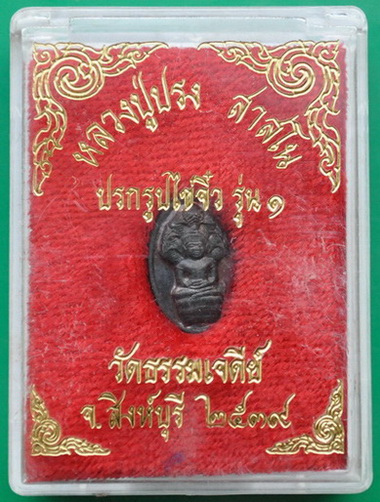 หลวงปู่ปรง สาสโน
ปรกรูปไข่จิ๋ว รุ่น ๑
วัดธรรมเจดีย์
จ.สิงห์บุรี ๒๕๓๙